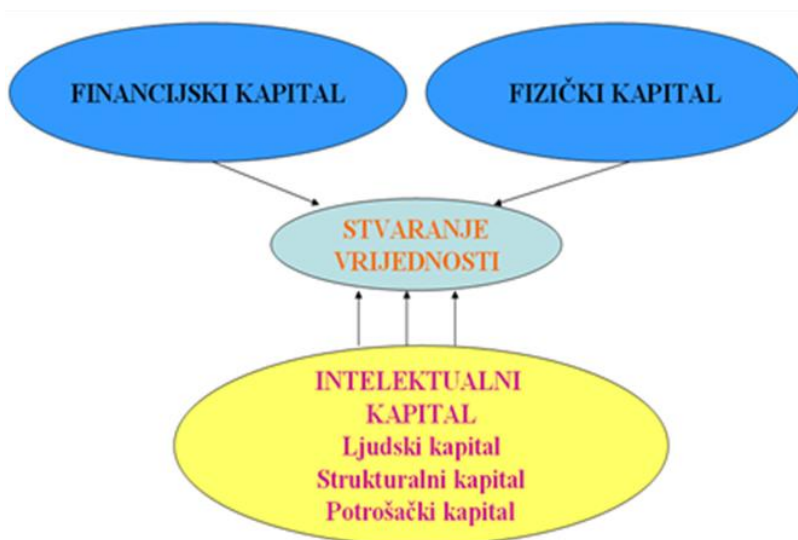 FINANCIJSKI KAPITAL
FIZIČKI KAPITAL
STVARANJE
VRIJEDNOSTI
INTELEKTUALNI
KAPITAL
Ljudski kapital
Strukturalni kapital
Potrošački kapital